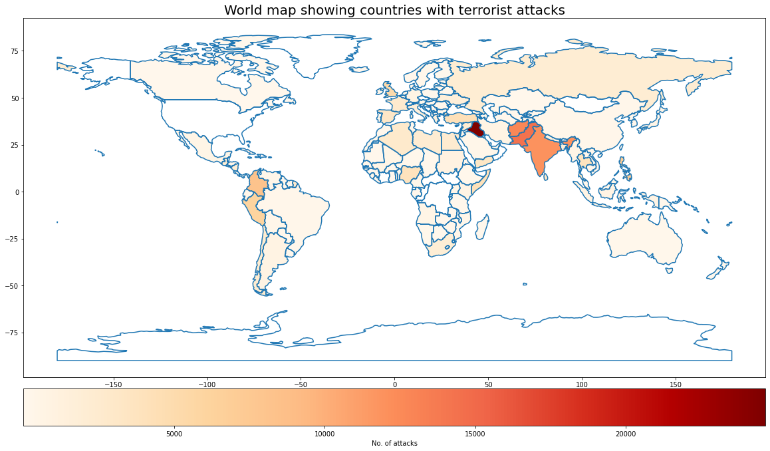 World map showing countries with terrorist attacks
75
50
25
0
−25
−50
−75
−150 −100 −50 0 50 100 150
5000 10000 15000 20000
No. of attacks